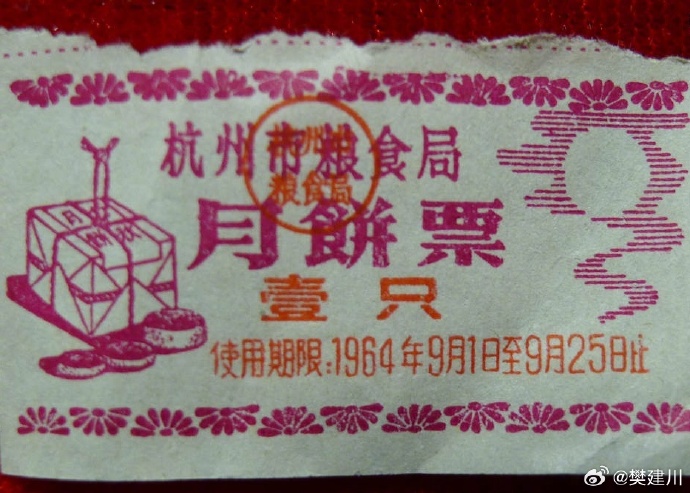 杭州市粮食局
杭州市
粮食局
月餅票
壹只
使用期限:1964年9月1日至9月25日止
月餅
@樊建川